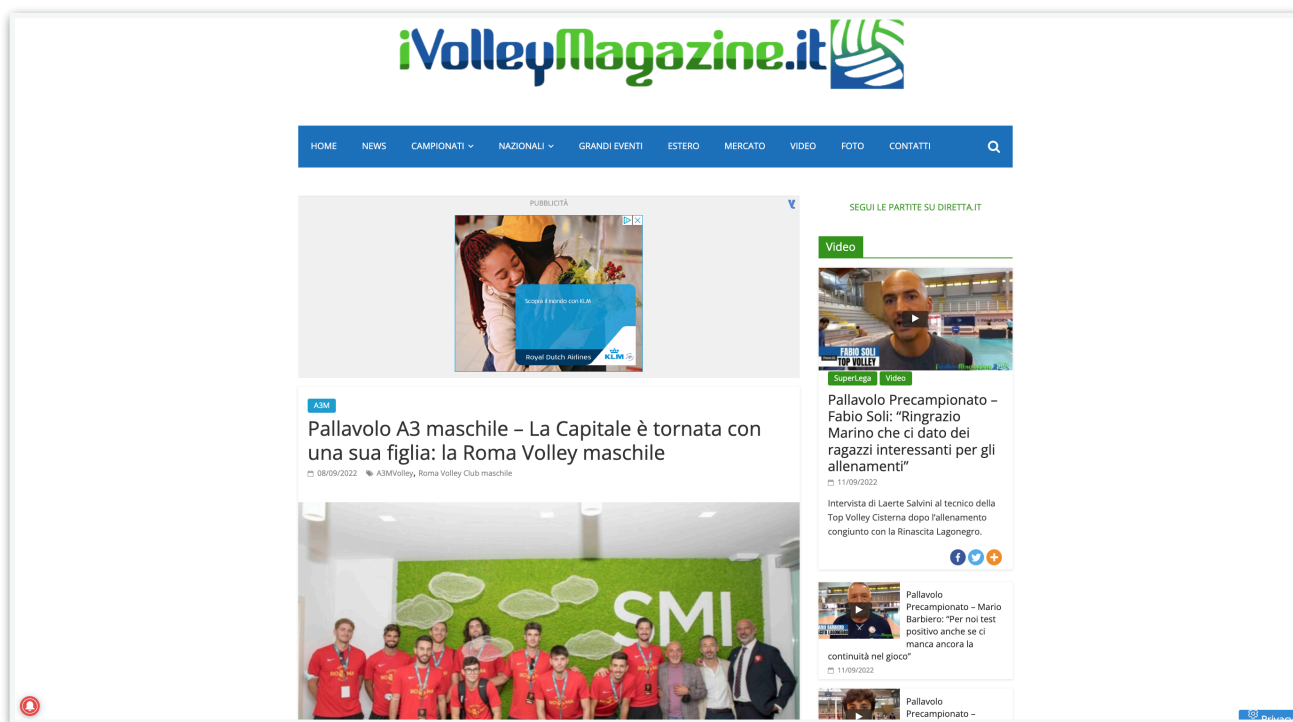 iVolleyMagazine.it
HOME NEWS CAMPIONATI NAZIONALI GRANDI EVENTI ESTERO MERCATO VIDEO FOTO CONTATTI
PUBBLICITÀ
Scopri il mondo con KLM
Royal Dutch Airlines
KLM
A3M
Pallavolo A3 maschile – La Capitale è tornata con
una sua figlia: la Roma Volley maschile
08/09/2022 A3MVolley, Roma Volley Club maschile
SMI
SEGUI LE PARTITE SU DIRETTA.IT
Video
FABIO SOLI
TOP VOLLEY
SuperLega Video
Pallavolo Precampionato –
Fabio Soli: “Ringrazio
Marino che ci dato dei
ragazzi interessanti per gli
allenamenti”
11/09/2022
Intervista di Laerte Salvini al tecnico della
Top Volley Cisterna dopo l’allenamento
congiunto con la Rinascita Lagonegro.
Pallavolo
Precampionato – Mario
Barbiero: “Per noi test
positivo anche se ci
manca ancora la
continuità nel gioco”
11/09/2022
Pallavolo
Precampionato –